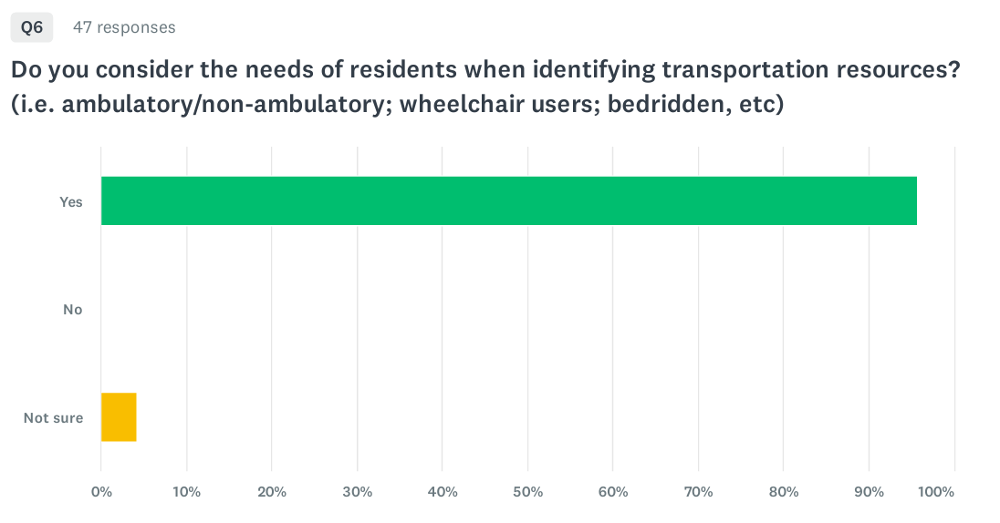 Q6 47 responses
Do you consider the needs of residents when identifying transportation resources?
(i.e. ambulatory/non-ambulatory; wheelchair users; bedridden, etc)
Yes
No
Not sure
0% 10% 20% 30% 40% 50% 60% 70% 80% 90% 100%